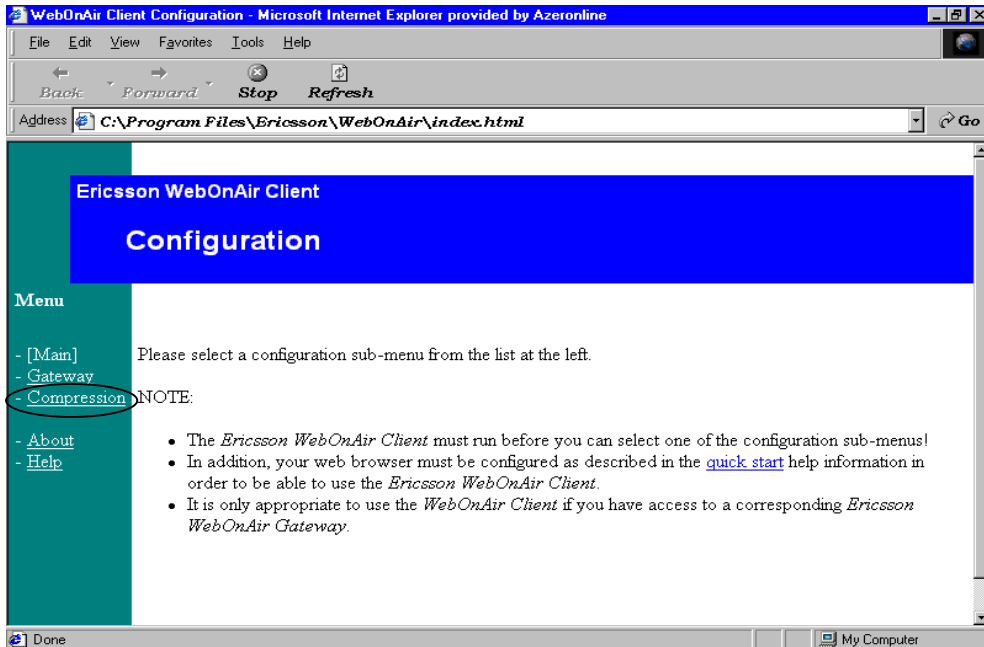 WebOnAir Client Configuration - Microsoft Internet Explorer provided by Azeronline
File Edit View Favorites Tools Help
Back Forward Stop Refresh
Address C:\Program Files\Ericsson\WebOnAir\index.html Go
Ericsson WebOnAir Client
Configuration
Menu
- [Main]
- Gateway
- Compression
- About
- Help
Please select a configuration sub-menu from the list at the left.
NOTE:
• The Ericsson WebOnAir Client must run before you can select one of the configuration sub-menus!
• In addition, your web browser must be configured as described in the quick start help information in
order to be able to use the Ericsson WebOnAir Client.
• It is only appropriate to use the WebOnAir Client if you have access to a corresponding Ericsson
WebOnAir Gateway.
Done My Computer